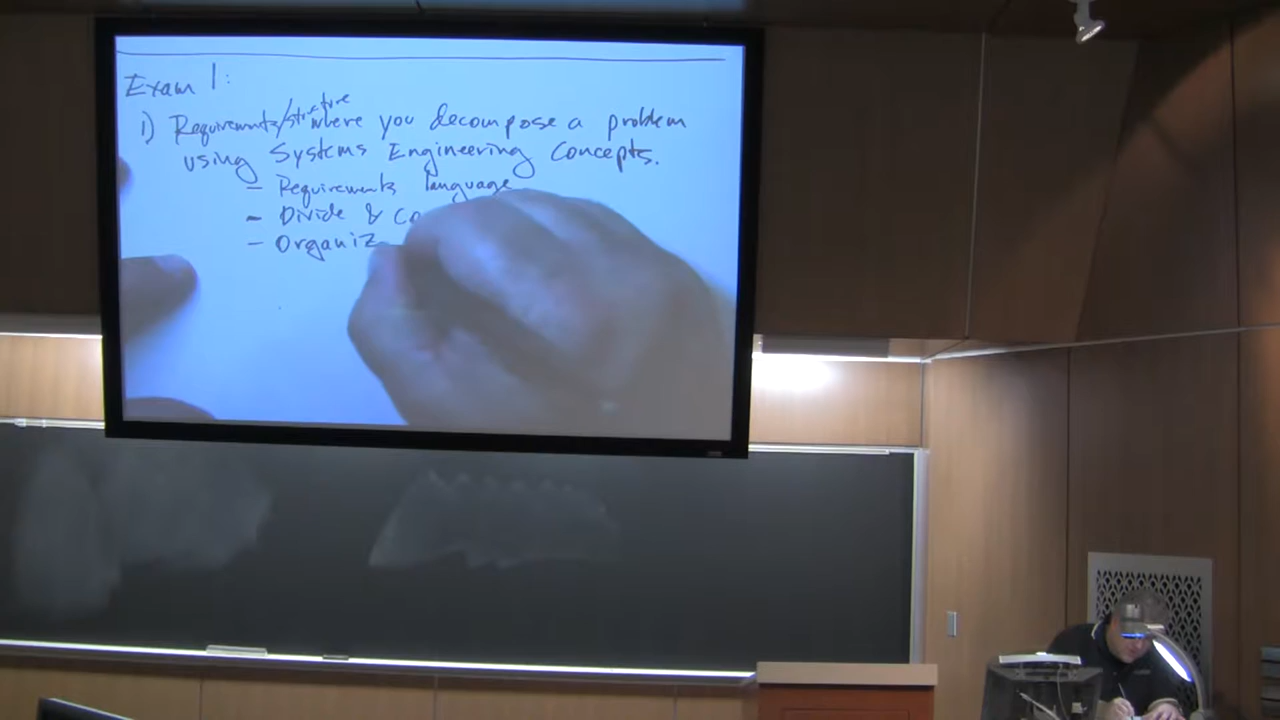 Exam 1:
1) Requirements/structure where you decompose a problem
using Systems Engineering Concepts.
- Requirements language
- Divide & Co
- Organiz